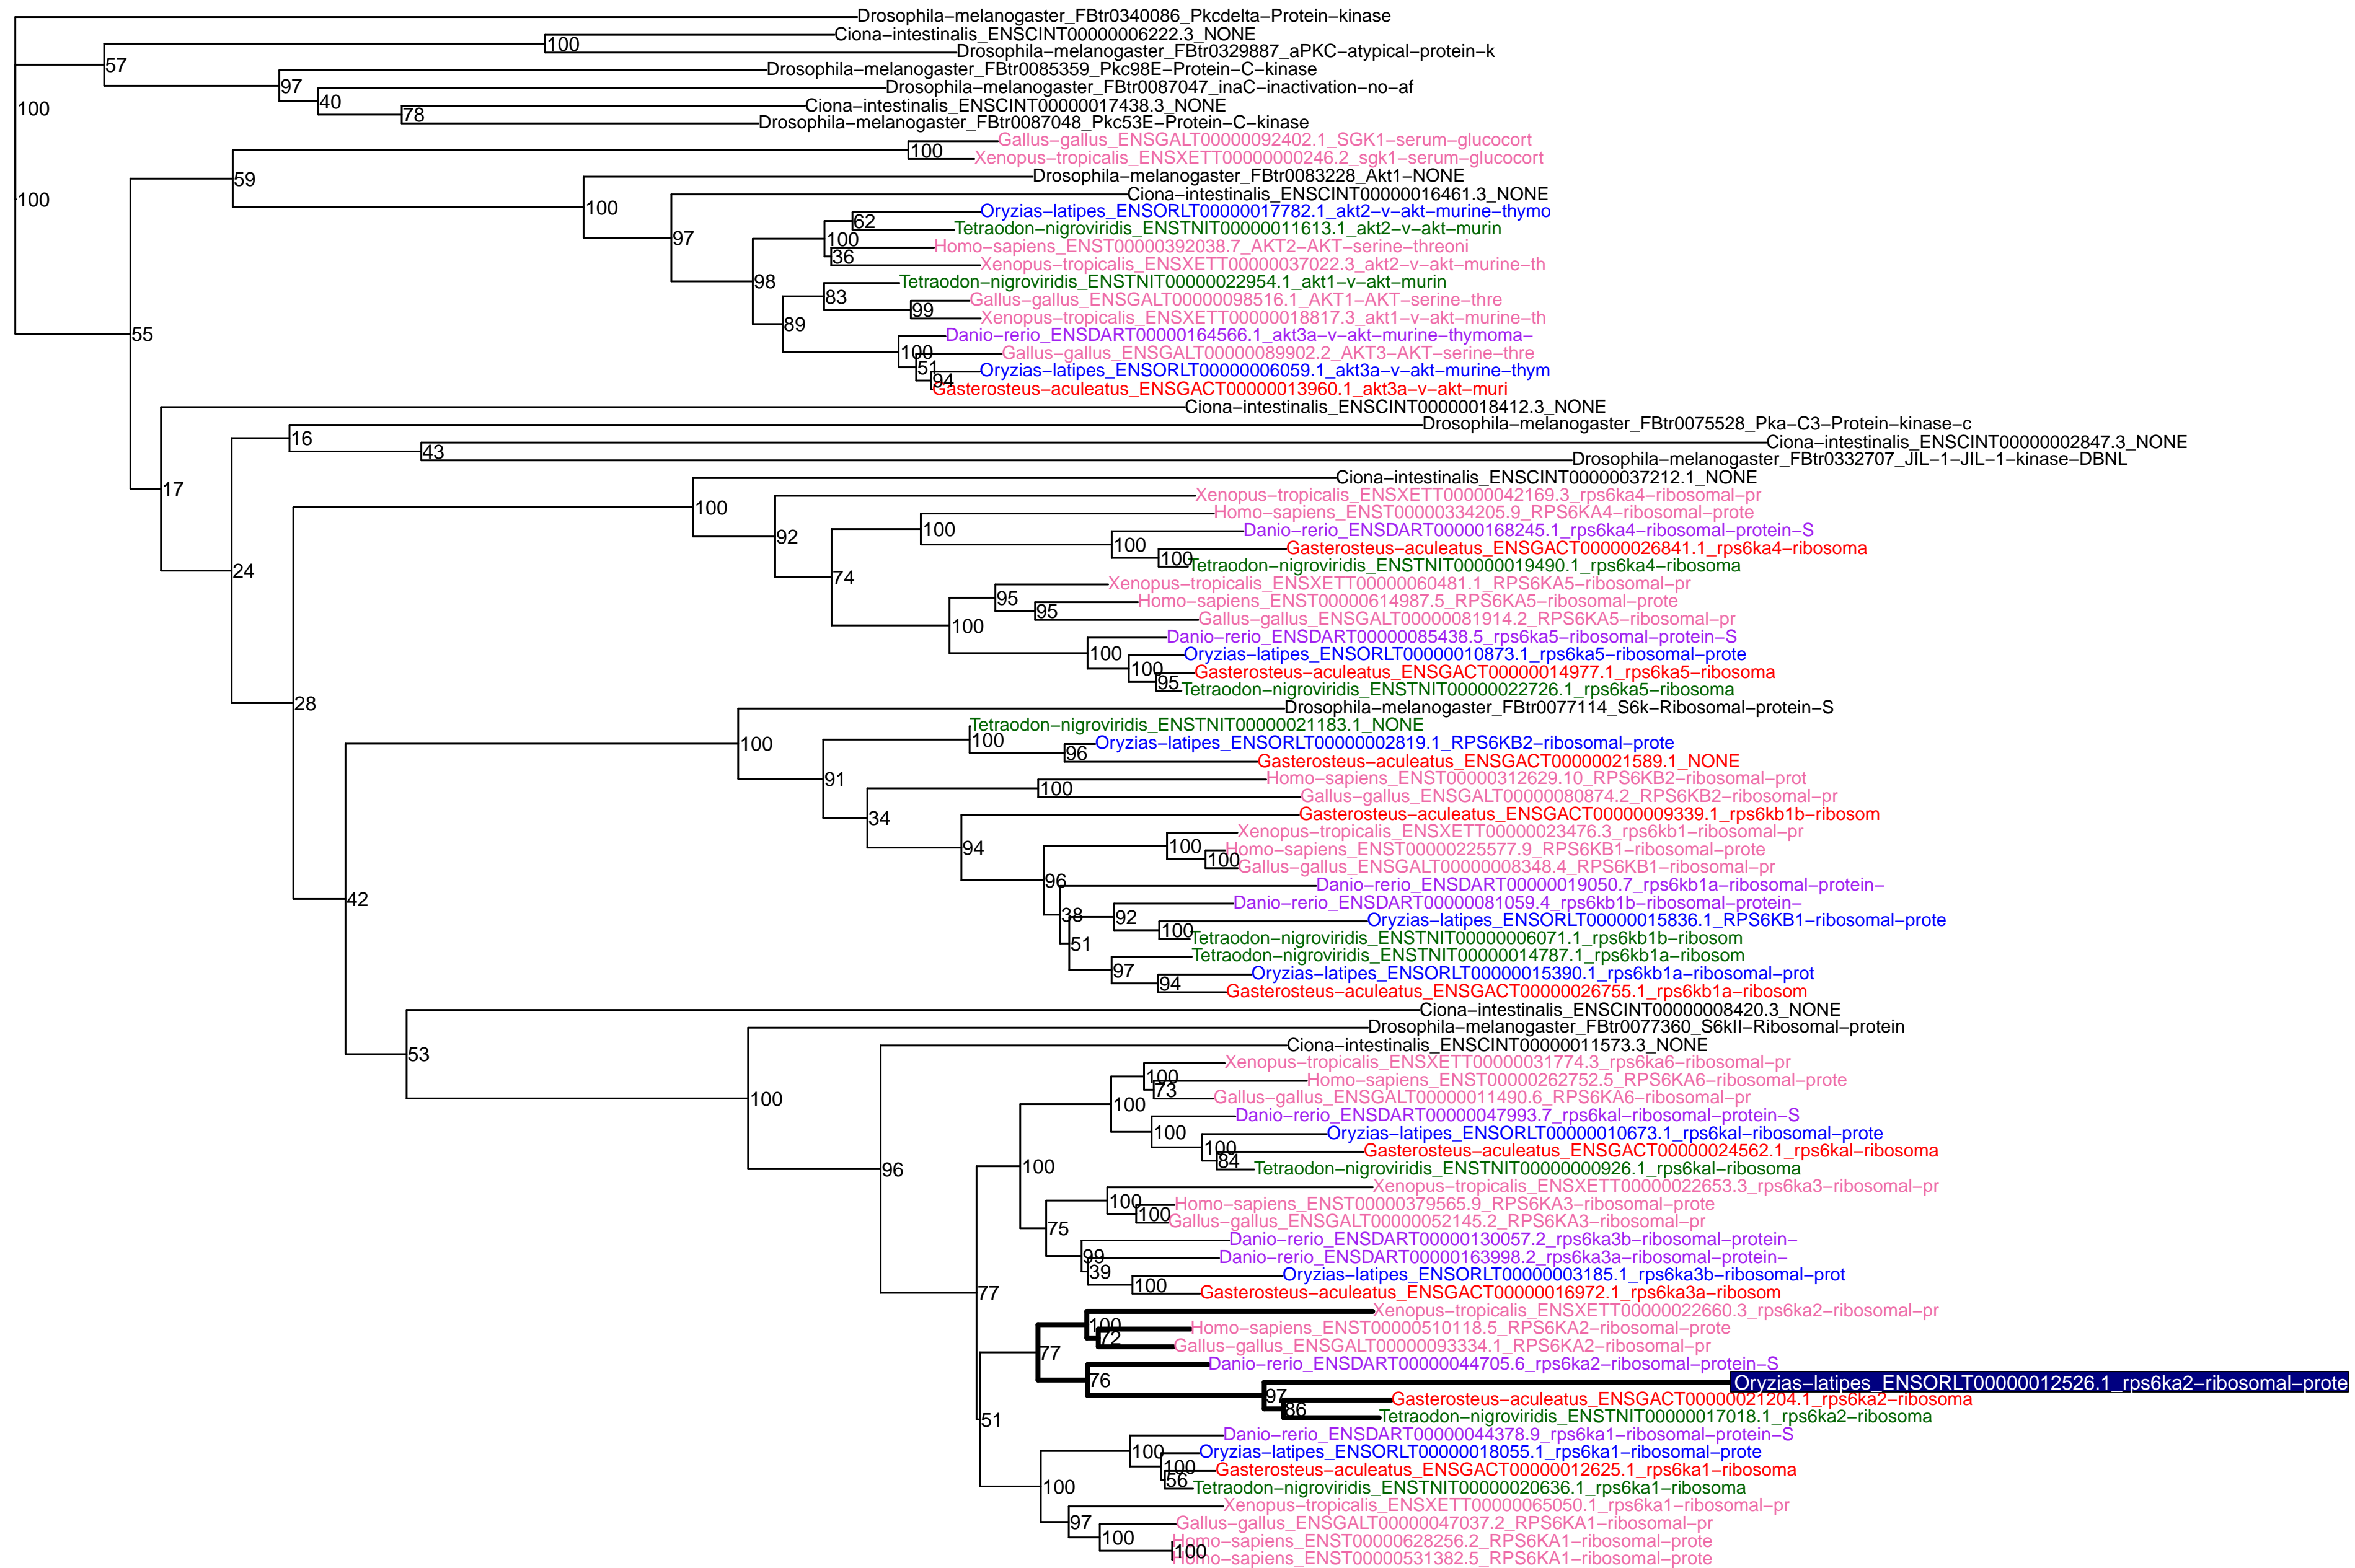 Drosophila−melanogaster_FBtr0340086_Pkcdelta−Protein−kinase
Ciona−intestinalis_ENSCINT00000006222.3_NONE
100
Drosophila−melanogaster_FBtr0329887_aPKC−atypical−protein−k
57
Drosophila−melanogaster_FBtr0085359_Pkc98E−Protein−C−kinase
97
Drosophila−melanogaster_FBtr0087047_inaC−inactivation−no−af
40
100
Ciona−intestinalis_ENSCINT00000017438.3_NONE
78
Drosophila−melanogaster_FBtr0087048_Pkc53E−Protein−C−kinase
Gallus−gallus_ENSGALT00000092402.1_SGK1−serum−glucocort
100
Xenopus−tropicalis_ENSXETT00000000246.2_sgk1−serum−glucocort
59
Drosophila−melanogaster_FBtr0083228_Akt1−NONE
100
Ciona−intestinalis_ENSCINT00000016461.3_NONE
100
Oryzias−latipes_ENSORLT00000017782.1_akt2−v−akt−murine−thymo
62
Tetraodon−nigroviridis_ENSTNIT00000011613.1_akt2−v−akt−murin
97
100
Homo−sapiens_ENST00000392038.7_AKT2−AKT−serine−threoni
36
Xenopus−tropicalis_ENSXETT00000037022.3_akt2−v−akt−murine−th
98
Tetraodon−nigroviridis_ENSTNIT00000022954.1_akt1−v−akt−murin
83
Gallus−gallus_ENSGALT00000098516.1_AKT1−AKT−serine−thre
99
Xenopus−tropicalis_ENSXETT00000018817.3_akt1−v−akt−murine−th
89
55
Danio−rerio_ENSDART00000164566.1_akt3a−v−akt−murine−thymoma−
100
Gallus−gallus_ENSGALT00000089902.2_AKT3−AKT−serine−thre
51
Oryzias−latipes_ENSORLT00000006059.1_akt3a−v−akt−murine−thym
94
Gasterosteus−aculeatus_ENSGACT00000013960.1_akt3a−v−akt−muri
Ciona−intestinalis_ENSCINT00000018412.3_NONE
Drosophila−melanogaster_FBtr0075528_Pka−C3−Protein−kinase−c
16
Ciona−intestinalis_ENSCINT00000002847.3_NONE
43
Drosophila−melanogaster_FBtr0332707_JIL−1−JIL−1−kinase−DBNL
17
Ciona−intestinalis_ENSCINT00000037212.1_NONE
Xenopus−tropicalis_ENSXETT00000042169.3_rps6ka4−ribosomal−pr
100
Homo−sapiens_ENST00000334205.9_RPS6KA4−ribosomal−prote
100
Danio−rerio_ENSDART00000168245.1_rps6ka4−ribosomal−protein−S
92
100
Gasterosteus−aculeatus_ENSGACT00000026841.1_rps6ka4−ribosoma
100
Tetraodon−nigroviridis_ENSTNIT00000019490.1_rps6ka4−ribosoma
24
74
Xenopus−tropicalis_ENSXETT00000060481.1_RPS6KA5−ribosomal−pr
95
Homo−sapiens_ENST00000614987.5_RPS6KA5−ribosomal−prote
95
Gallus−gallus_ENSGALT00000081914.2_RPS6KA5−ribosomal−pr
100
Danio−rerio_ENSDART00000085438.5_rps6ka5−ribosomal−protein−S
100
Oryzias−latipes_ENSORLT00000010873.1_rps6ka5−ribosomal−prote
100
Gasterosteus−aculeatus_ENSGACT00000014977.1_rps6ka5−ribosoma
95
Tetraodon−nigroviridis_ENSTNIT00000022726.1_rps6ka5−ribosoma
28
Drosophila−melanogaster_FBtr0077114_S6k−Ribosomal−protein−S
Tetraodon−nigroviridis_ENSTNIT00000021183.1_NONE
100
100
Oryzias−latipes_ENSORLT00000002819.1_RPS6KB2−ribosomal−prote
96
Gasterosteus−aculeatus_ENSGACT00000021589.1_NONE
91
Homo−sapiens_ENST00000312629.10_RPS6KB2−ribosomal−prot
100
Gallus−gallus_ENSGALT00000080874.2_RPS6KB2−ribosomal−pr
34
Gasterosteus−aculeatus_ENSGACT00000009339.1_rps6kb1b−ribosom
94
Xenopus−tropicalis_ENSXETT00000023476.3_rps6kb1−ribosomal−pr
100
Homo−sapiens_ENST00000225577.9_RPS6KB1−ribosomal−prote
100
Gallus−gallus_ENSGALT00000008348.4_RPS6KB1−ribosomal−pr
96
Danio−rerio_ENSDART00000019050.7_rps6kb1a−ribosomal−protein−
42
Danio−rerio_ENSDART00000081059.4_rps6kb1b−ribosomal−protein−
38
92
Oryzias−latipes_ENSORLT00000015836.1_RPS6KB1−ribosomal−prote
100
Tetraodon−nigroviridis_ENSTNIT00000006071.1_rps6kb1b−ribosom
51
Tetraodon−nigroviridis_ENSTNIT00000014787.1_rps6kb1a−ribosom
97
Oryzias−latipes_ENSORLT00000015390.1_rps6kb1a−ribosomal−prot
94
Gasterosteus−aculeatus_ENSGACT00000026755.1_rps6kb1a−ribosom
Ciona−intestinalis_ENSCINT00000008420.3_NONE
Drosophila−melanogaster_FBtr0077360_S6kII−Ribosomal−protein
53
Ciona−intestinalis_ENSCINT00000011573.3_NONE
Xenopus−tropicalis_ENSXETT00000031774.3_rps6ka6−ribosomal−pr
100
Homo−sapiens_ENST00000262752.5_RPS6KA6−ribosomal−prote
73
Gallus−gallus_ENSGALT00000011490.6_RPS6KA6−ribosomal−pr
100
100
Danio−rerio_ENSDART00000047993.7_rps6kal−ribosomal−protein−S
100
Oryzias−latipes_ENSORLT00000010673.1_rps6kal−ribosomal−prote
100
Gasterosteus−aculeatus_ENSGACT00000024562.1_rps6kal−ribosoma
84
Tetraodon−nigroviridis_ENSTNIT00000000926.1_rps6kal−ribosoma
96
100
Xenopus−tropicalis_ENSXETT00000022653.3_rps6ka3−ribosomal−pr
100
Homo−sapiens_ENST00000379565.9_RPS6KA3−ribosomal−prote
100
Gallus−gallus_ENSGALT00000052145.2_RPS6KA3−ribosomal−pr
75
Danio−rerio_ENSDART00000130057.2_rps6ka3b−ribosomal−protein−
99
Danio−rerio_ENSDART00000163998.2_rps6ka3a−ribosomal−protein−
39
Oryzias−latipes_ENSORLT00000003185.1_rps6ka3b−ribosomal−prot
100
Gasterosteus−aculeatus_ENSGACT00000016972.1_rps6ka3a−ribosom
77
Xenopus−tropicalis_ENSXETT00000022660.3_rps6ka2−ribosomal−pr
100
Homo−sapiens_ENST00000510118.5_RPS6KA2−ribosomal−prote
72
Gallus−gallus_ENSGALT00000093334.1_RPS6KA2−ribosomal−pr
77
Danio−rerio_ENSDART00000044705.6_rps6ka2−ribosomal−protein−S
76
Oryzias−latipes_ENSORLT00000012526.1_rps6ka2−ribosomal−prote
97
Gasterosteus−aculeatus_ENSGACT00000021204.1_rps6ka2−ribosoma
86
Tetraodon−nigroviridis_ENSTNIT00000017018.1_rps6ka2−ribosoma
51
Danio−rerio_ENSDART00000044378.9_rps6ka1−ribosomal−protein−S
100
Oryzias−latipes_ENSORLT00000018055.1_rps6ka1−ribosomal−prote
100
Gasterosteus−aculeatus_ENSGACT00000012625.1_rps6ka1−ribosoma
56
Tetraodon−nigroviridis_ENSTNIT00000020636.1_rps6ka1−ribosoma
100
Xenopus−tropicalis_ENSXETT00000065050.1_rps6ka1−ribosomal−pr
97
Gallus−gallus_ENSGALT00000047037.2_RPS6KA1−ribosomal−pr
100
Homo−sapiens_ENST00000628256.2_RPS6KA1−ribosomal−prote
100
Homo−sapiens_ENST00000531382.5_RPS6KA1−ribosomal−prote